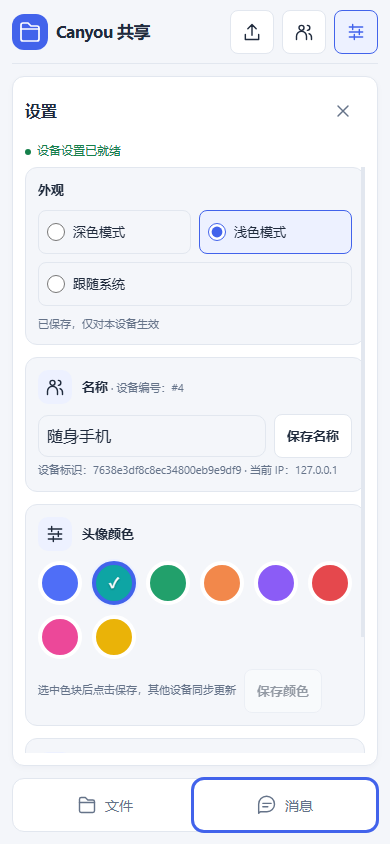 Canyou 共享
设置
设备设置已就绪
外观
深色模式
浅色模式
跟随系统
已保存，仅对本设备生效
名称 · 设备编号：#4
随身手机
保存名称
设备标识：7638e3df8c8ec34800eb9e9df9 · 当前 IP：127.0.0.1
头像颜色
选中色块后点击保存，其他设备同步更新
保存颜色
文件
消息